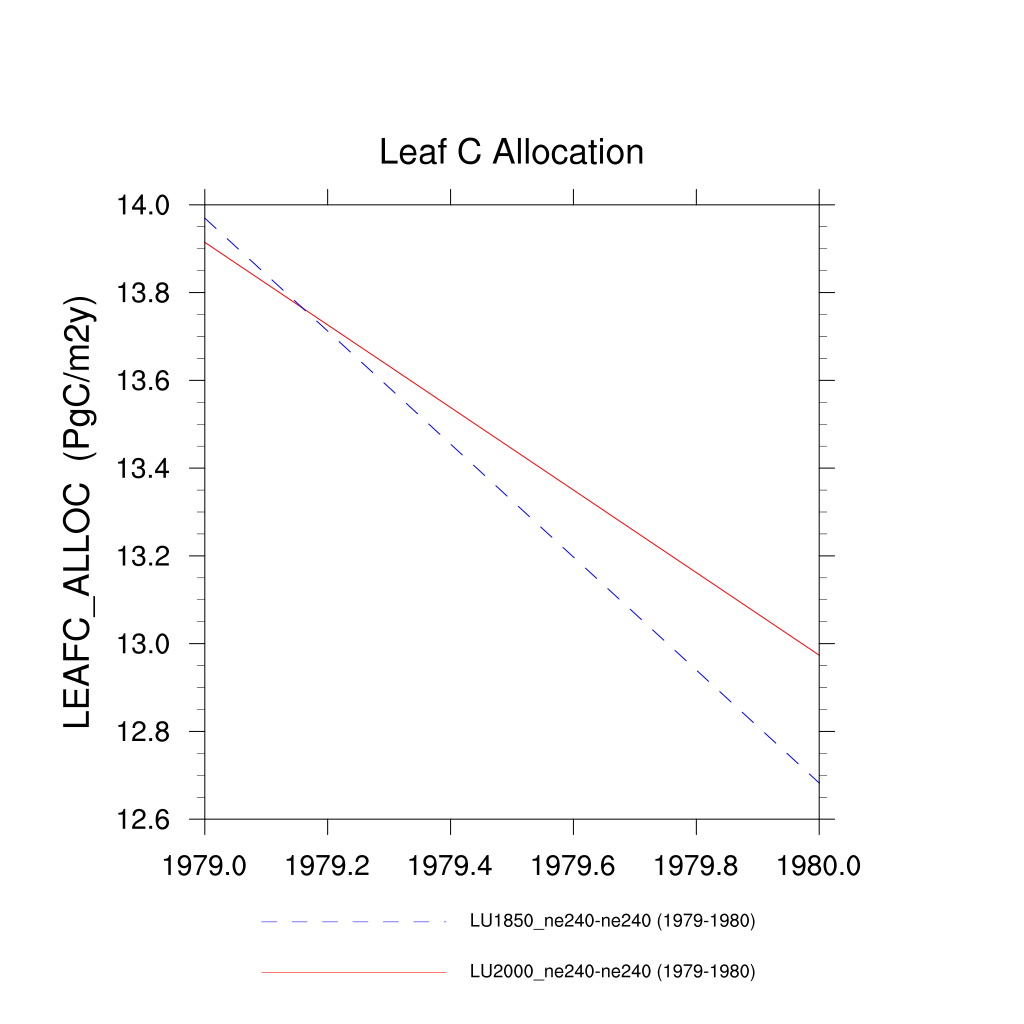 Leaf C Allocation
LEAFC_ALLOC (PgC/m2y)
14.0
13.8
13.6
13.4
13.2
13.0
12.8
12.6
1979.0 1979.2 1979.4 1979.6 1979.8 1980.0
LU1850_ne240-ne240 (1979-1980)
LU2000_ne240-ne240 (1979-1980)